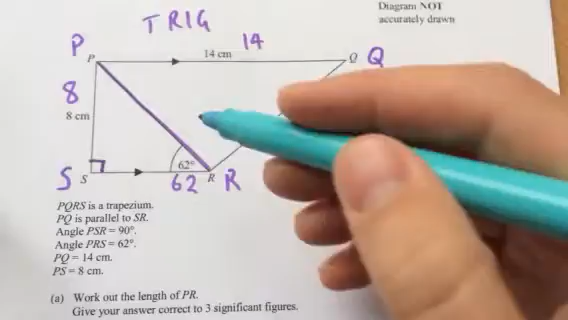 Diagram NOT
accurately drawn
TRIG
P
P
14
14 cm
Q
Q
8
8 cm
S
S
62°
62
R
R
PQRS is a trapezium.
PQ is parallel to SR.
Angle PSR = 90°.
Angle PRS = 62°.
PQ = 14 cm.
PS = 8 cm.
(a) Work out the length of PR.
Give your answer correct to 3 significant figures.